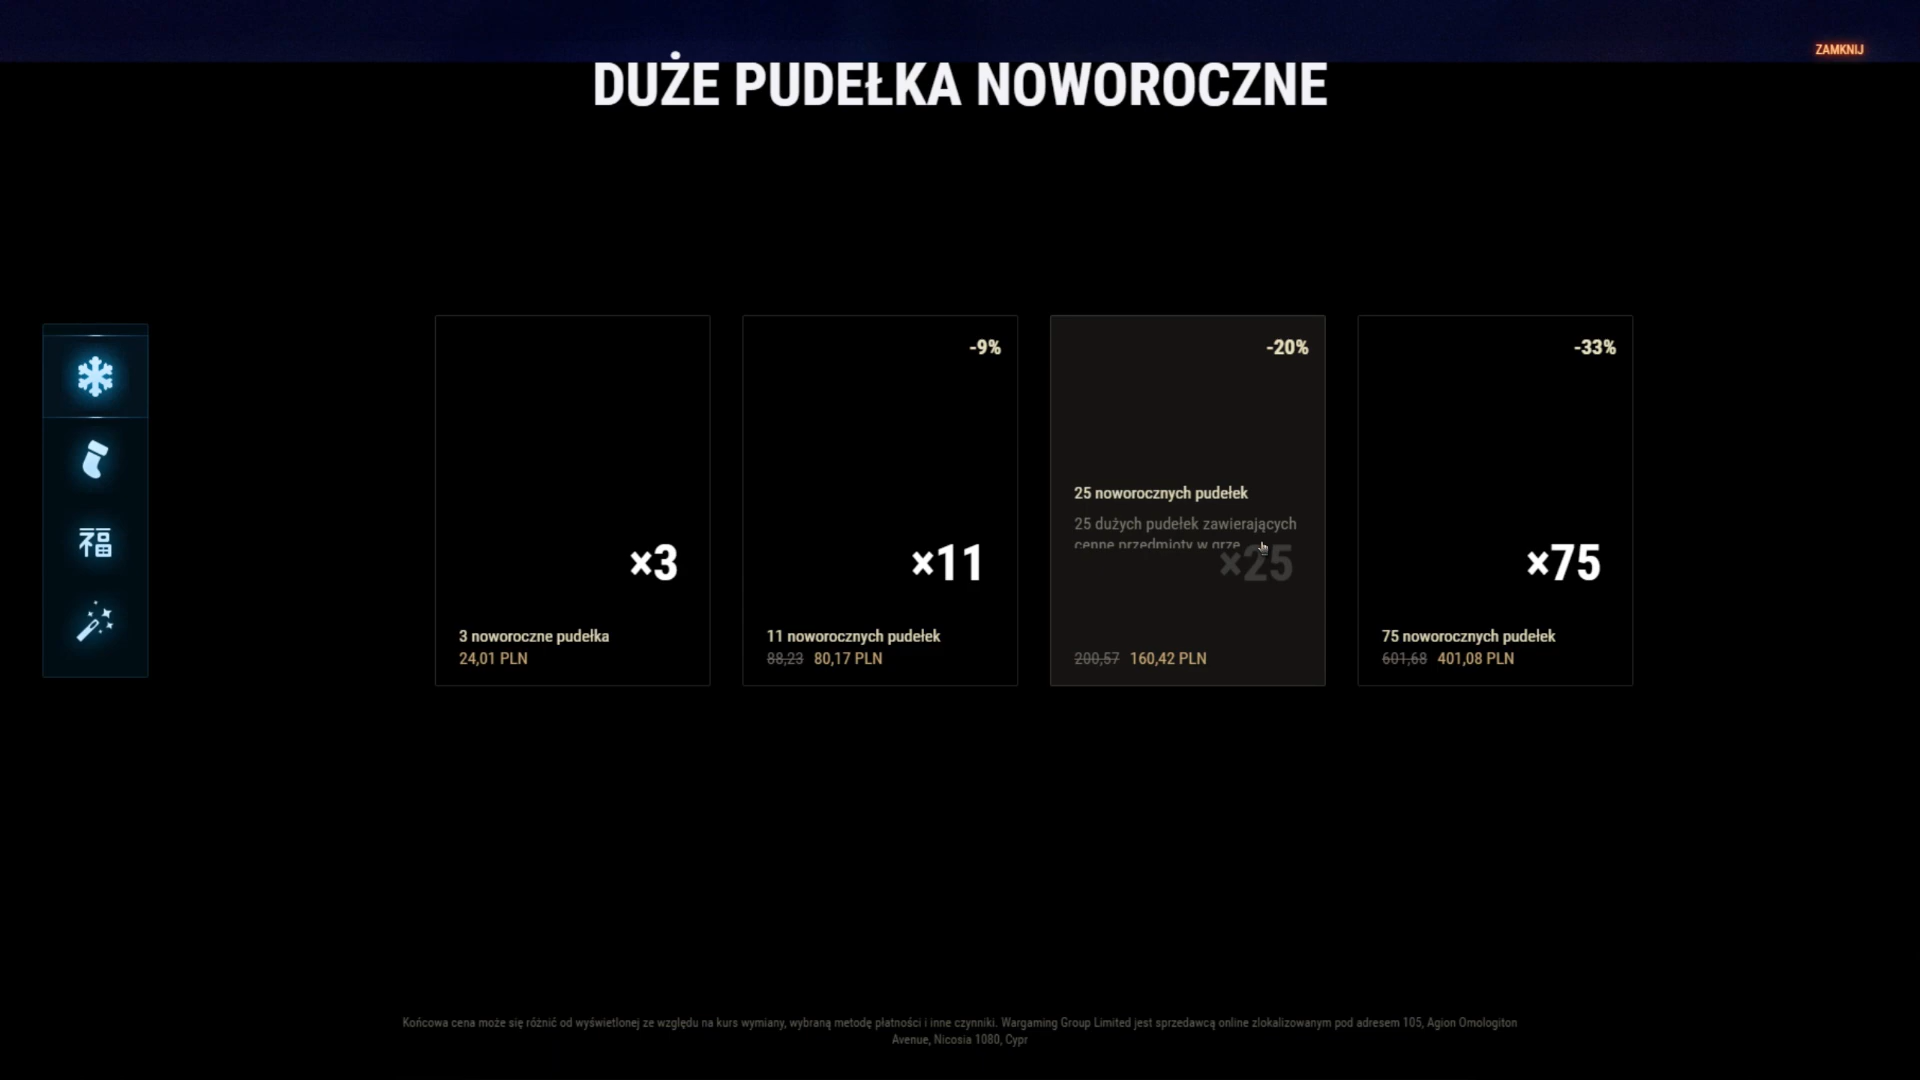 ZAMKNIJ
DUŻE PUDEŁKA NOWOROCZNE
×3
3 noworoczne pudełka
24,01 PLN
-9%
×11
11 noworocznych pudełek
88,23 80,17 PLN
-20%
25 noworocznych pudełek
25 dużych pudełek zawierających
cenne przedmioty w grze
×25
200,57 160,42 PLN
-33%
×75
75 noworocznych pudełek
601,68 401,08 PLN
福
Końcowa cena może się różnić od wyświetlonej ze względu na kurs wymiany, wybraną metodę płatności i inne czynniki. Wargaming Group Limited jest sprzedawcą online zlokalizowanym pod adresem 105, Agion Omologiton
Avenue, Nicosia 1080, Cypr